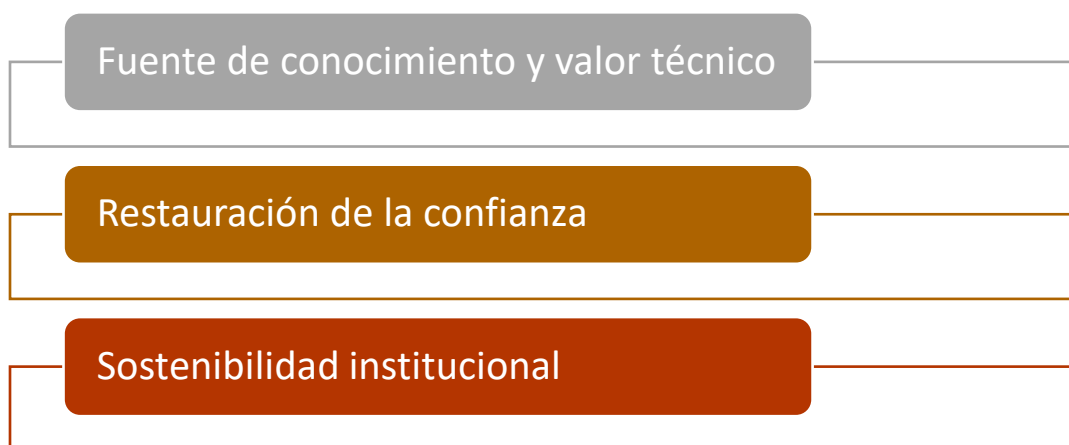 Fuente de conocimiento y valor técnico
Restauración de la confianza
Sostenibilidad institucional